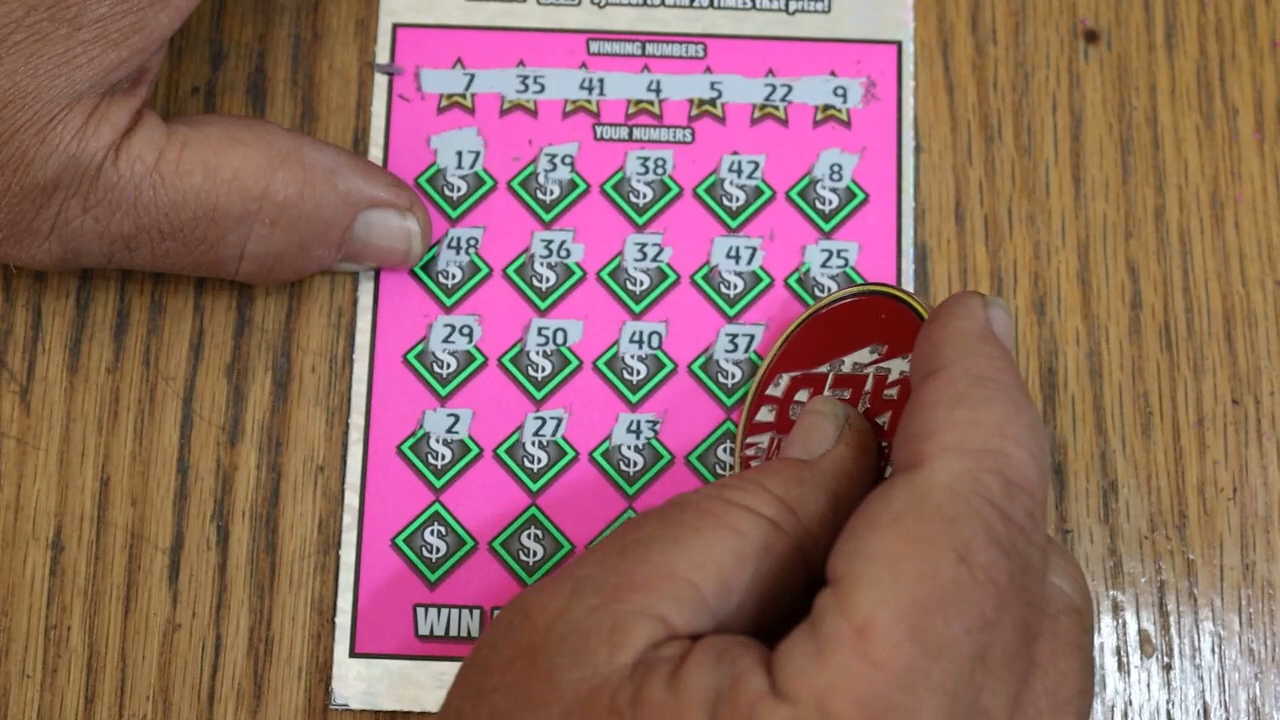 symbol to win 20 TIMES that prize!
WINNING NUMBERS
7 35 41 4 5 22 9
YOUR NUMBERS
17 39 38 42 8
$ $ $ $ $
48 36 32 47 25
$ $ $ $ $
29 50 40 37
$ $ $ $
2 27 43
$ $ $ $
$ $
WIN